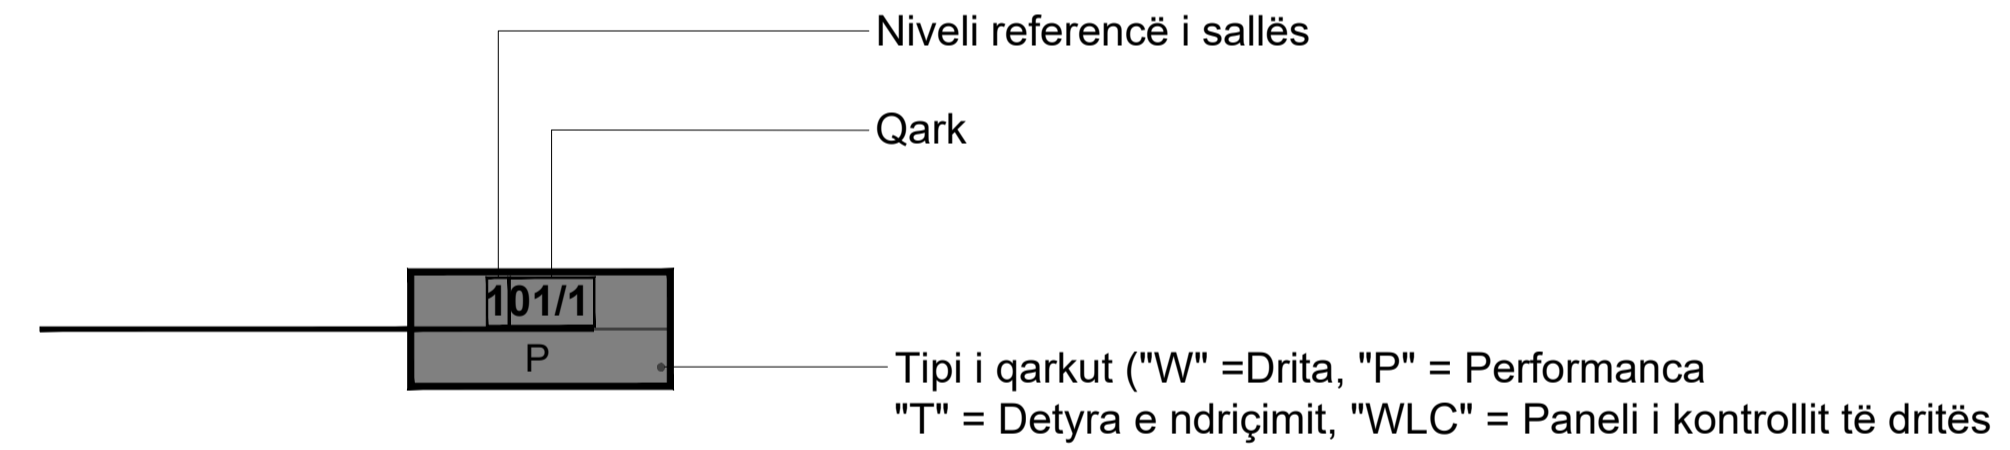 Niveli referencë i sallës
Qark
101/1
P
Tipi i qarkut ("W" =Drita, "P" = Performanca
"T" = Detyra e ndriçimit, "WLC" = Paneli i kontrollit të dritës